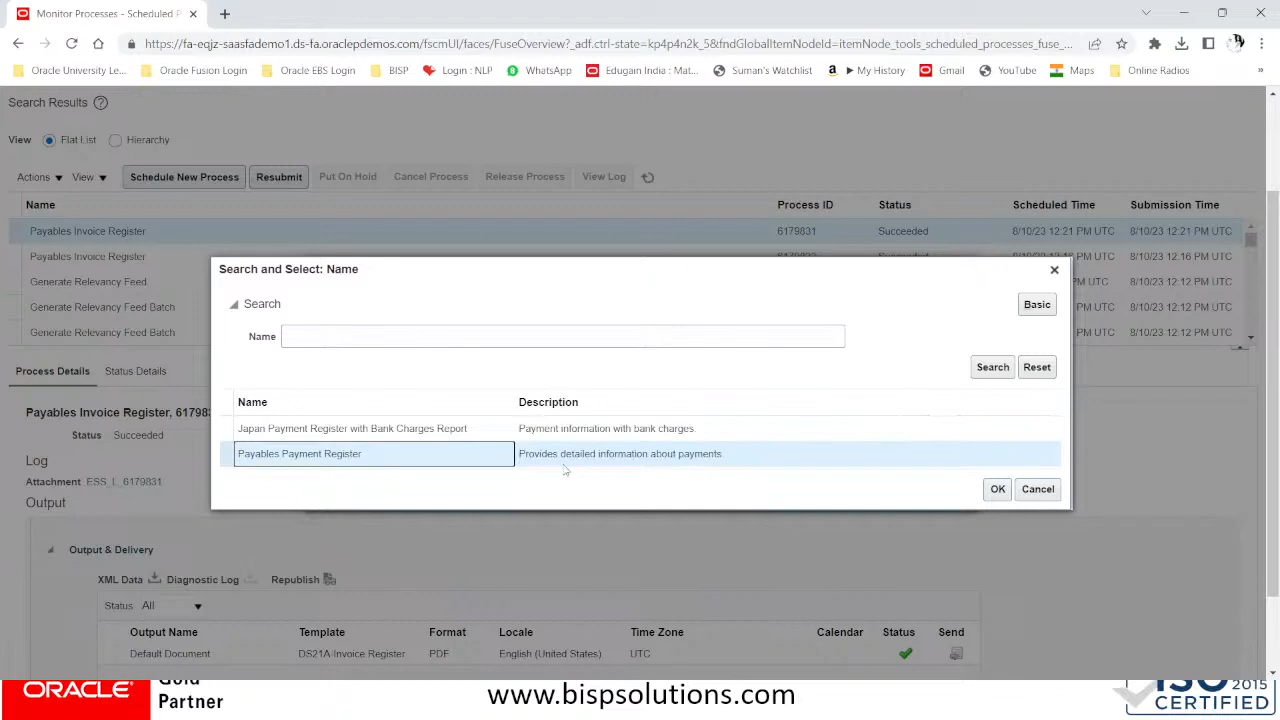 Monitor Processes - Scheduled P
https://fa-eqjz-saasfademo1.ds-fa.oraclepdemos.com/fscmUI/faces/FuseOverview?_adf.ctrl-state=kp4p4n2k_58&fndGlobalItemNodeId=itemNode_tools_scheduled_processes_fuse_...
Oracle University Le... Oracle Fusion Login Oracle EBS Login BISP Login : NLP WhatsApp Edugain India : Mat... Suman's Watchlist ▶ My History Gmail YouTube Maps Online Radios »
Search Results ?
View Flat List Hierarchy
Actions View Schedule New Process Resubmit Put On Hold Cancel Process Release Process View Log
Name Process ID Status Scheduled Time Submission Time
Payables Invoice Register 6179831 Succeeded 8/10/23 12:21 PM UTC 8/10/23 12:21 PM UTC
Payables Invoice Register 8/10/23 12:16 PM UTC 8/10/23 12:16 PM UTC
Generate Relevancy Feed PM UTC 8/10/23 12:12 PM UTC
Generate Relevancy Feed Batch PM UTC 8/10/23 12:12 PM UTC
Generate Relevancy Feed Batch PM UTC 8/10/23 12:12 PM UTC
Search and Select: Name
Search
Basic
Name
Search Reset
Name Description
Japan Payment Register with Bank Charges Report Payment information with bank charges.
Payables Payment Register Provides detailed information about payments
OK Cancel
Process Details Status Details
Payables Invoice Register, 61798
Status Succeeded
Log
Attachment ESS_L_6179831
Output
Output & Delivery
XML Data Diagnostic Log Republish
Status All
Output Name Template Format Locale Time Zone Calendar Status Send
Default Document DS21A-Invoice Register PDF English (United States) UTC
ORACLE
Partner
www.bispsolutions.com
2015
CERTIFIED